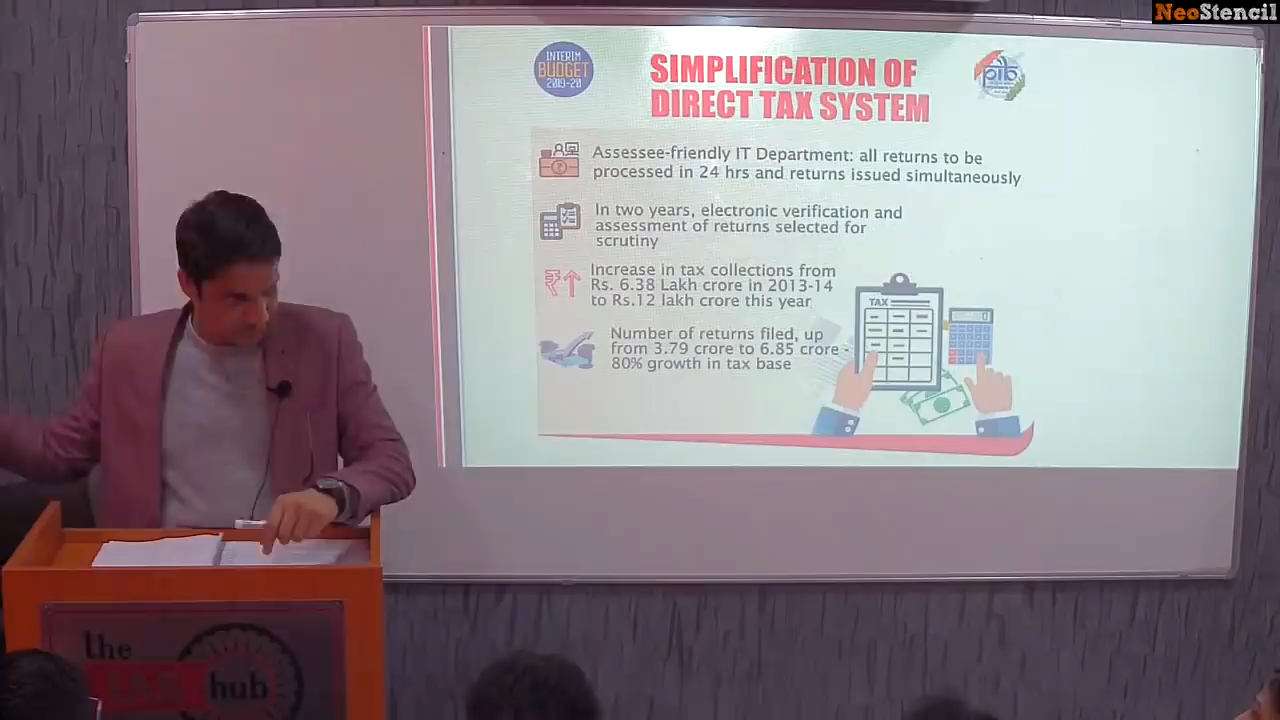 NeoStencil
INTERIM
BUDGET
2019-20
SIMPLIFICATION OF
DIRECT TAX SYSTEM
pib
Assessee-friendly IT Department: all returns to be
processed in 24 hrs and returns issued simultaneously
In two years, electronic verification and
assessment of returns selected for
scrutiny
Increase in tax collections from
Rs. 6.38 Lakh crore in 2013-14
to Rs.12 lakh crore this year
Number of returns filed, up
from 3.79 crore to 6.85 crore -
80% growth in tax base
TAX
the
IAS hub